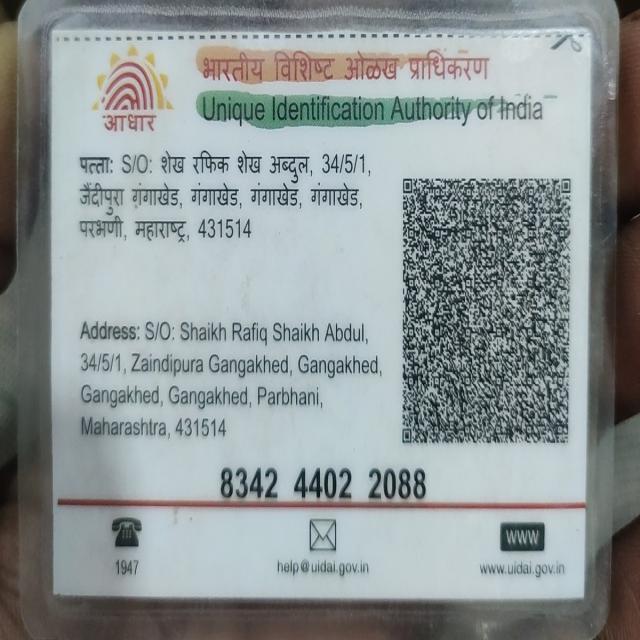 भारतीय विशिष्ट ओळख प्राधिकरण
Unique Identification Authority of India
आधार
पत्ता: S/O: शेख रफिक शेख अब्दुल, 34/5/1,
जैंदीपुरा गंगाखेड, गंगाखेड, गंगाखेड, गंगाखेड,
परभणी, महाराष्ट्र, 431514
Address: S/O: Shaikh Rafiq Shaikh Abdul,
34/5/1, Zaindipura Gangakhed, Gangakhed,
Gangakhed, Gangakhed, Parbhani,
Maharashtra, 431514
8342 4402 2088
WWW
1947
help@uidai.gov.in
www.uidai.gov.in